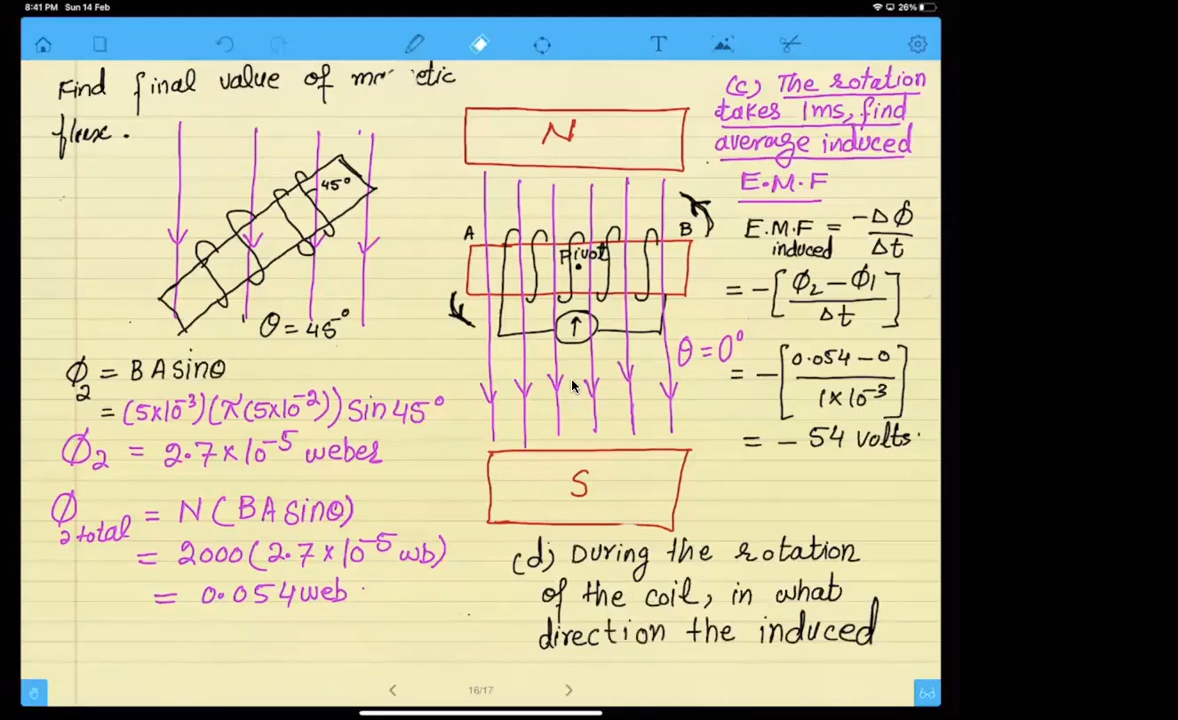 8:41 PM Sun 14 Feb
26%
T
Find final value of ma etic
flux.
45°
θ = 45°
ϕ2 = BAsinθ
= (5×10⁻³)(π(5×10⁻²)) Sin 45°
ϕ2 = 2.7×10⁻⁵ weber
ϕ2 total = N(BAsinθ)
= 2000(2.7×10⁻⁵ wb)
= 0.054 web
N
A
B
Pivot
θ = 0°
S
(d) During the rotation
of the coil, in what
direction the induced
(c) The rotation
takes 1ms, find
average induced
E.M.F
E.M.F induced = -Δϕ/Δt
= -[(ϕ2 - ϕ1)/Δt]
= -[(0.054 - 0)/(1×10⁻³)]
= - 54 volts.
16/17